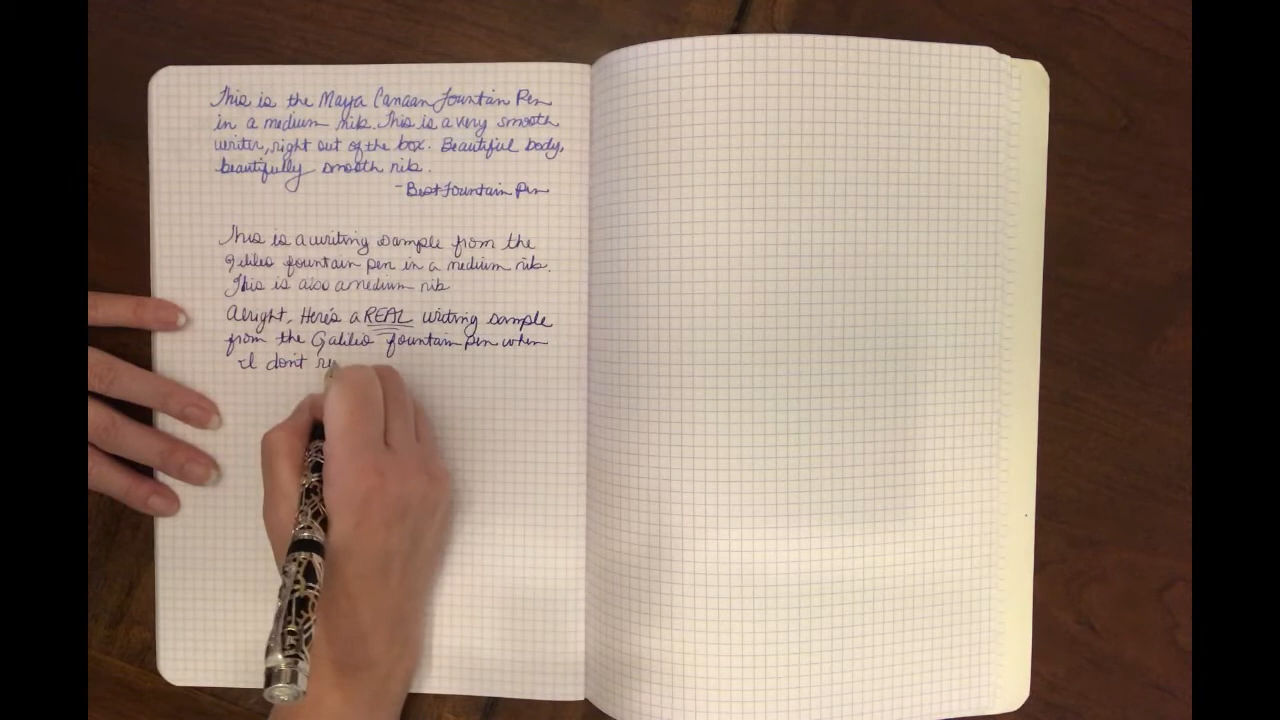 This is the Maya Canaan Fountain Pen
in a medium nib. This is a very smooth
writer, right out of the box. Beautiful body,
beautifully smooth nib.
- Best Fountain Pen
This is a writing sample from the
Galileo fountain pen in a medium nib.
This is also a medium nib
Alright, Here's a REAL writing sample
from the Galileo fountain pen when
I don't re